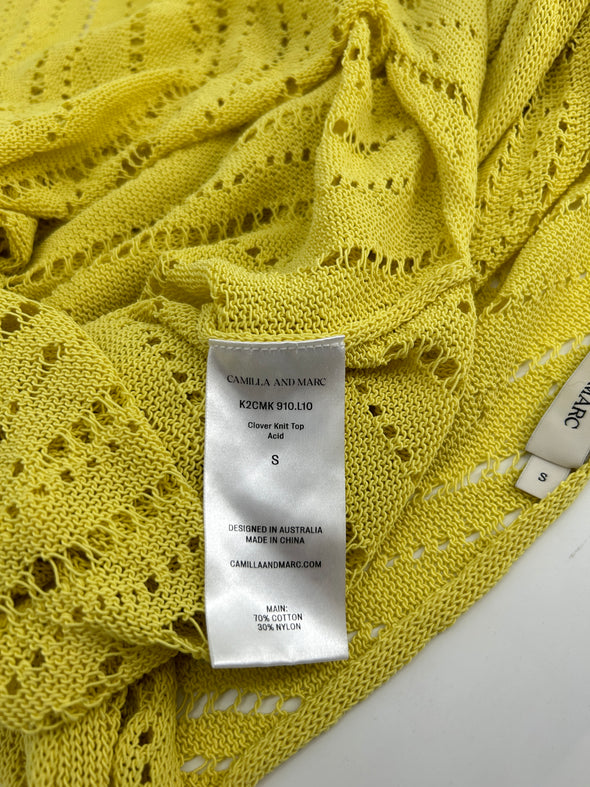 CAMILLA AND MARC
K2CMK 910.L10
Clover Knit Top
Acid
S
DESIGNED IN AUSTRALIA
MADE IN CHINA
CAMILLAANDMARC.COM
MAIN:
70% COTTON
30% NYLON
MARC
S